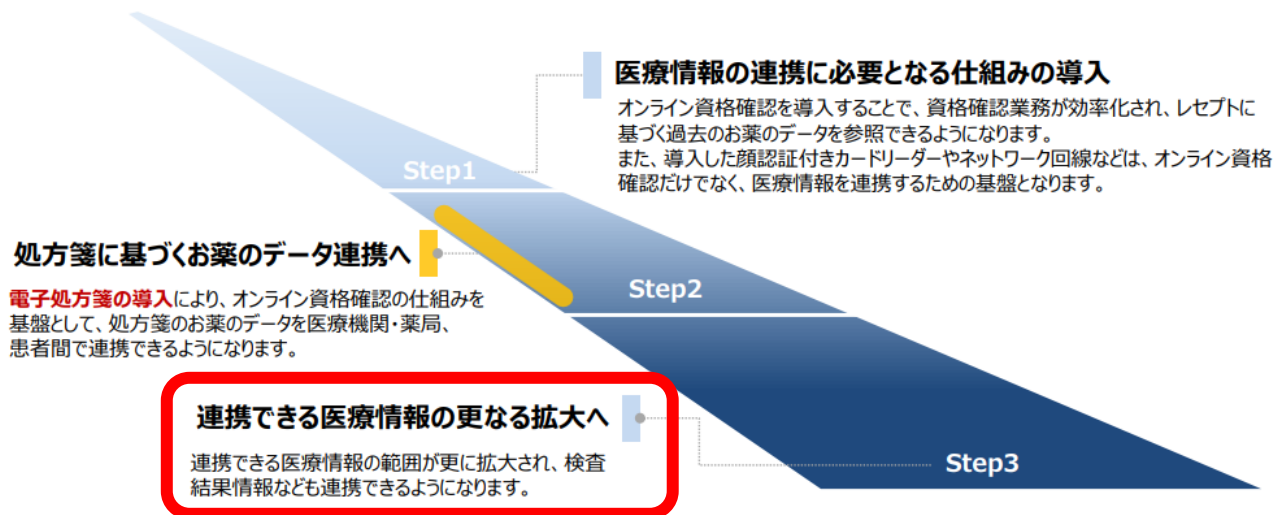 医療情報の連携に必要となる仕組みの導入
オンライン資格確認を導入することで、資格確認業務が効率化され、レセプトに
基づく過去のお薬のデータを参照できるようになります。
また、導入した顔認証付きカードリーダーやネットワーク回線などは、オンライン資格
確認だけでなく、医療情報を連携するための基盤となります。
Step1
処方箋に基づくお薬のデータ連携へ
電子処方箋の導入により、オンライン資格確認の仕組みを
基盤として、処方箋のお薬のデータを医療機関・薬局、
患者間で連携できるようになります。
Step2
連携できる医療情報の更なる拡大へ
連携できる医療情報の範囲が更に拡大され、検査
結果情報なども連携できるようになります。
Step3